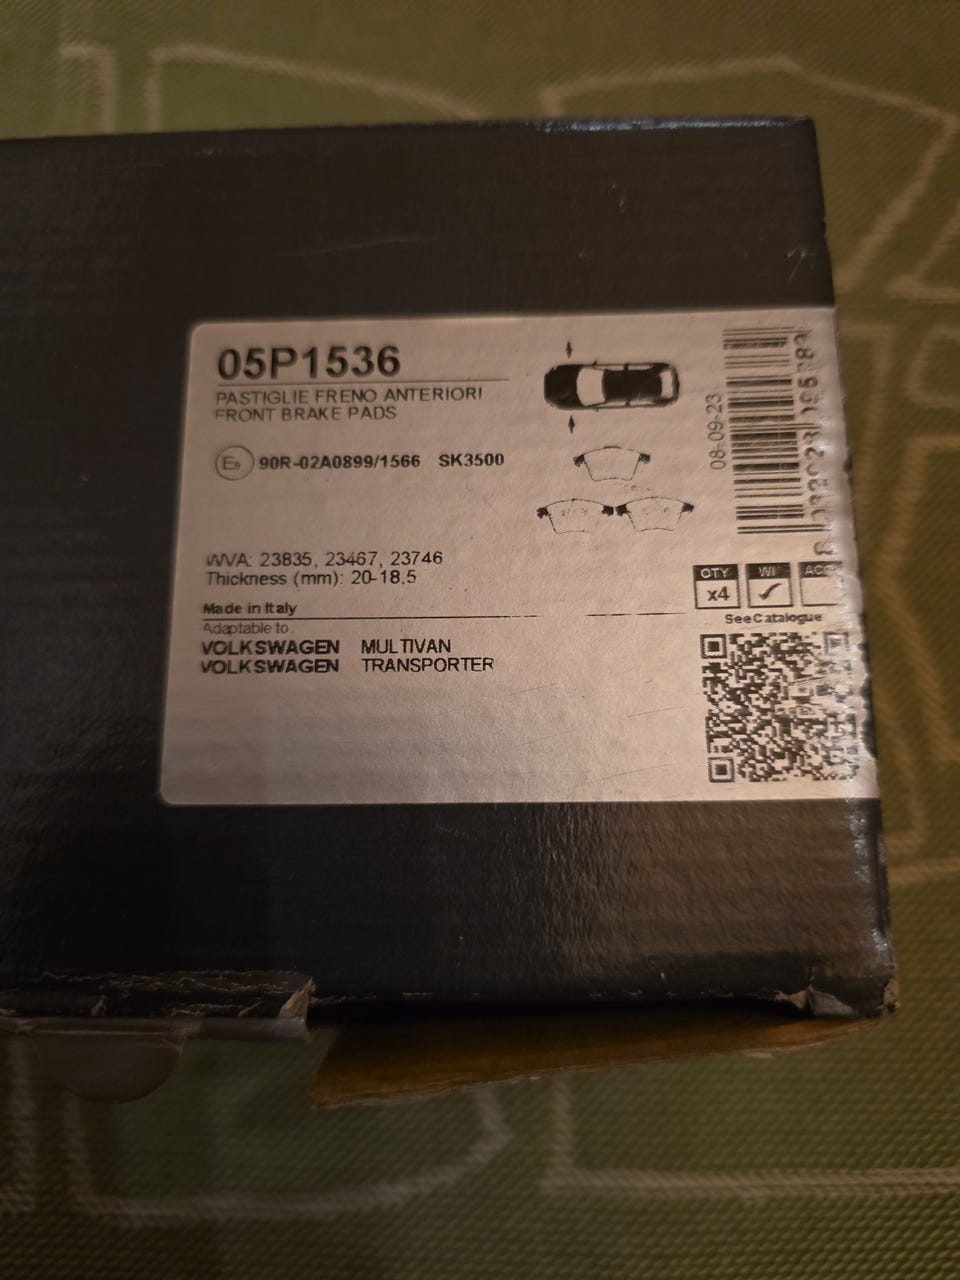 05P1536
PASTIGLIE FRENO ANTERIORI
FRONT BRAKE PADS
E9 90R-02A0899/1566 SK3500
WVA: 23835, 23467, 23746
Thickness (mm): 20-18,5
Made in Italy
Adaptable to
VOLKSWAGEN MULTIVAN
VOLKSWAGEN TRANSPORTER
08-09-23
QTY
x4
WI
See Catalogue